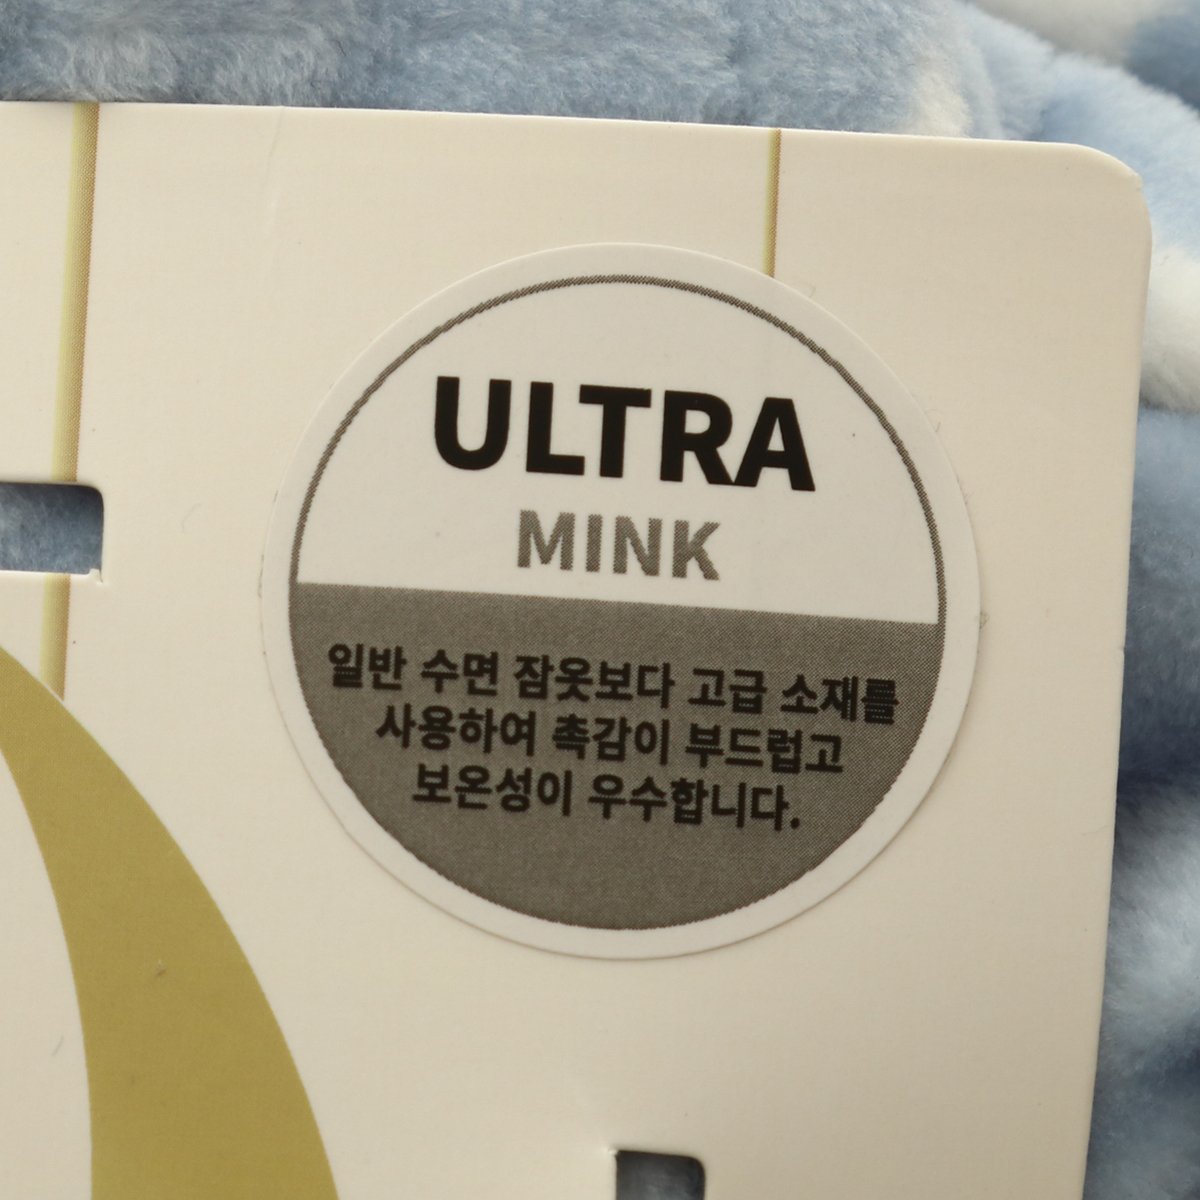 ULTRA
MINK
일반 수면 잠옷보다 고급 소재를
사용하여 촉감이 부드럽고
보온성이 우수합니다.